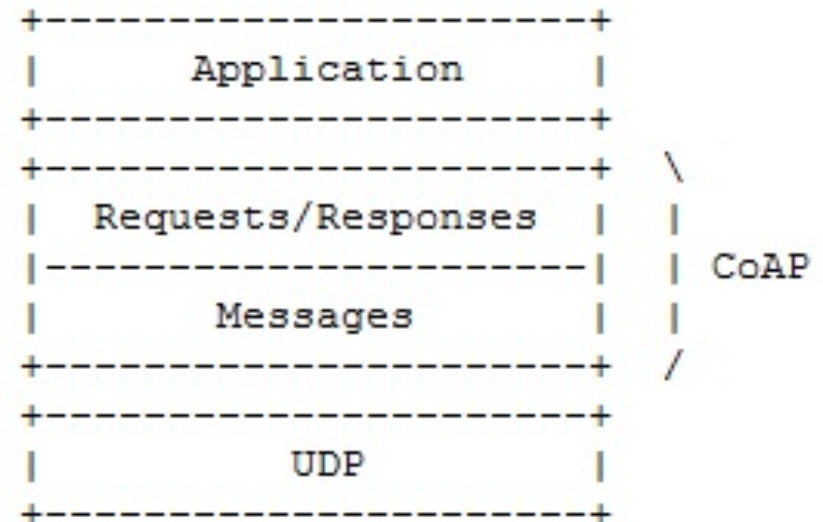 +----------------------+
|      Application     |
+----------------------+
+----------------------+  \
|  Requests/Responses  |  |
|----------------------|  | CoAP
|       Messages       |  |
+----------------------+  /
+----------------------+
|          UDP         |
+----------------------+